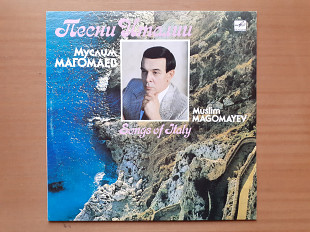 Песни Италии
Муслим
МАГОМАЕВ
Muslim
MAGOMAYEV
Songs of Italy